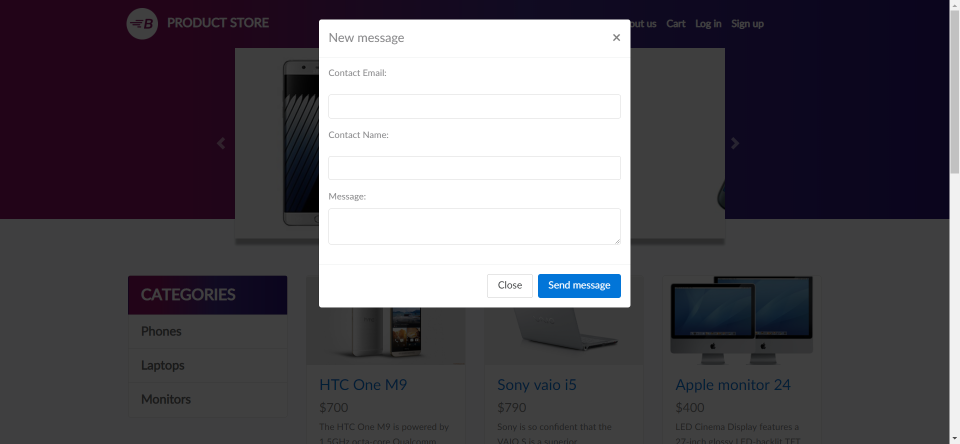 B PRODUCT STORE
out us Cart Log in Sign up
New message ×
Contact Email:
Contact Name:
Message:
Close Send message
CATEGORIES
Phones
Laptops
Monitors
HTC One M9
$700
The HTC One M9 is powered by
1.5GHz octa-core Qualcomm
Sony vaio i5
$790
Sony is so confident that the
VAIO S is a superior
Apple monitor 24
$400
LED Cinema Display features a
27-inch glossy LED-backlit TFT